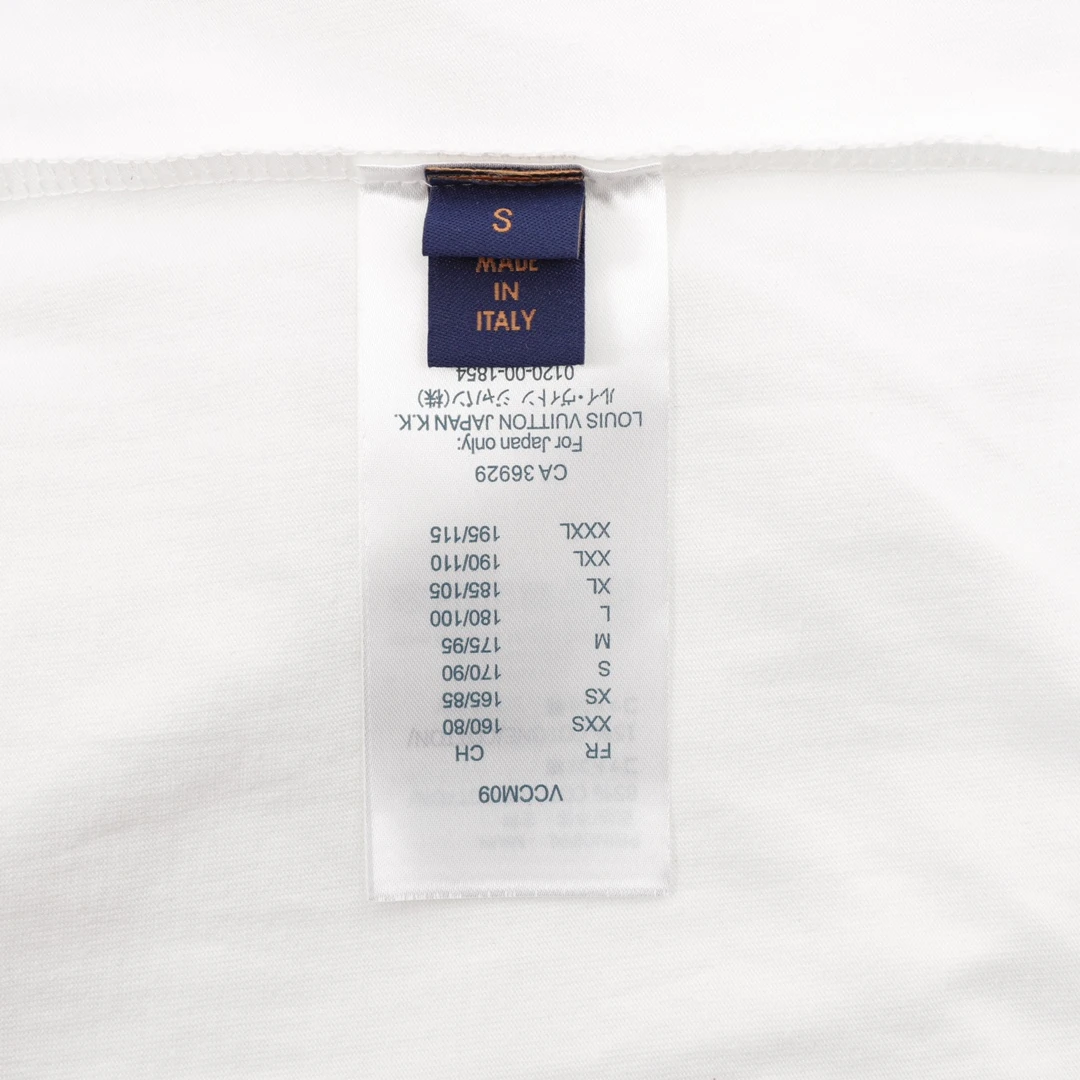 S
MADE
IN
ITALY
VCCM09
FR CH
XXS 160/80
XS 165/85
S 170/90
M 175/95
L 180/100
XL 185/105
XXL 190/110
XXXL 195/115
CA 36929
For Japan only:
LOUIS VUITTON JAPAN K.K.
ルイ・ヴィトン ジャパン(株)
0120-00-1854